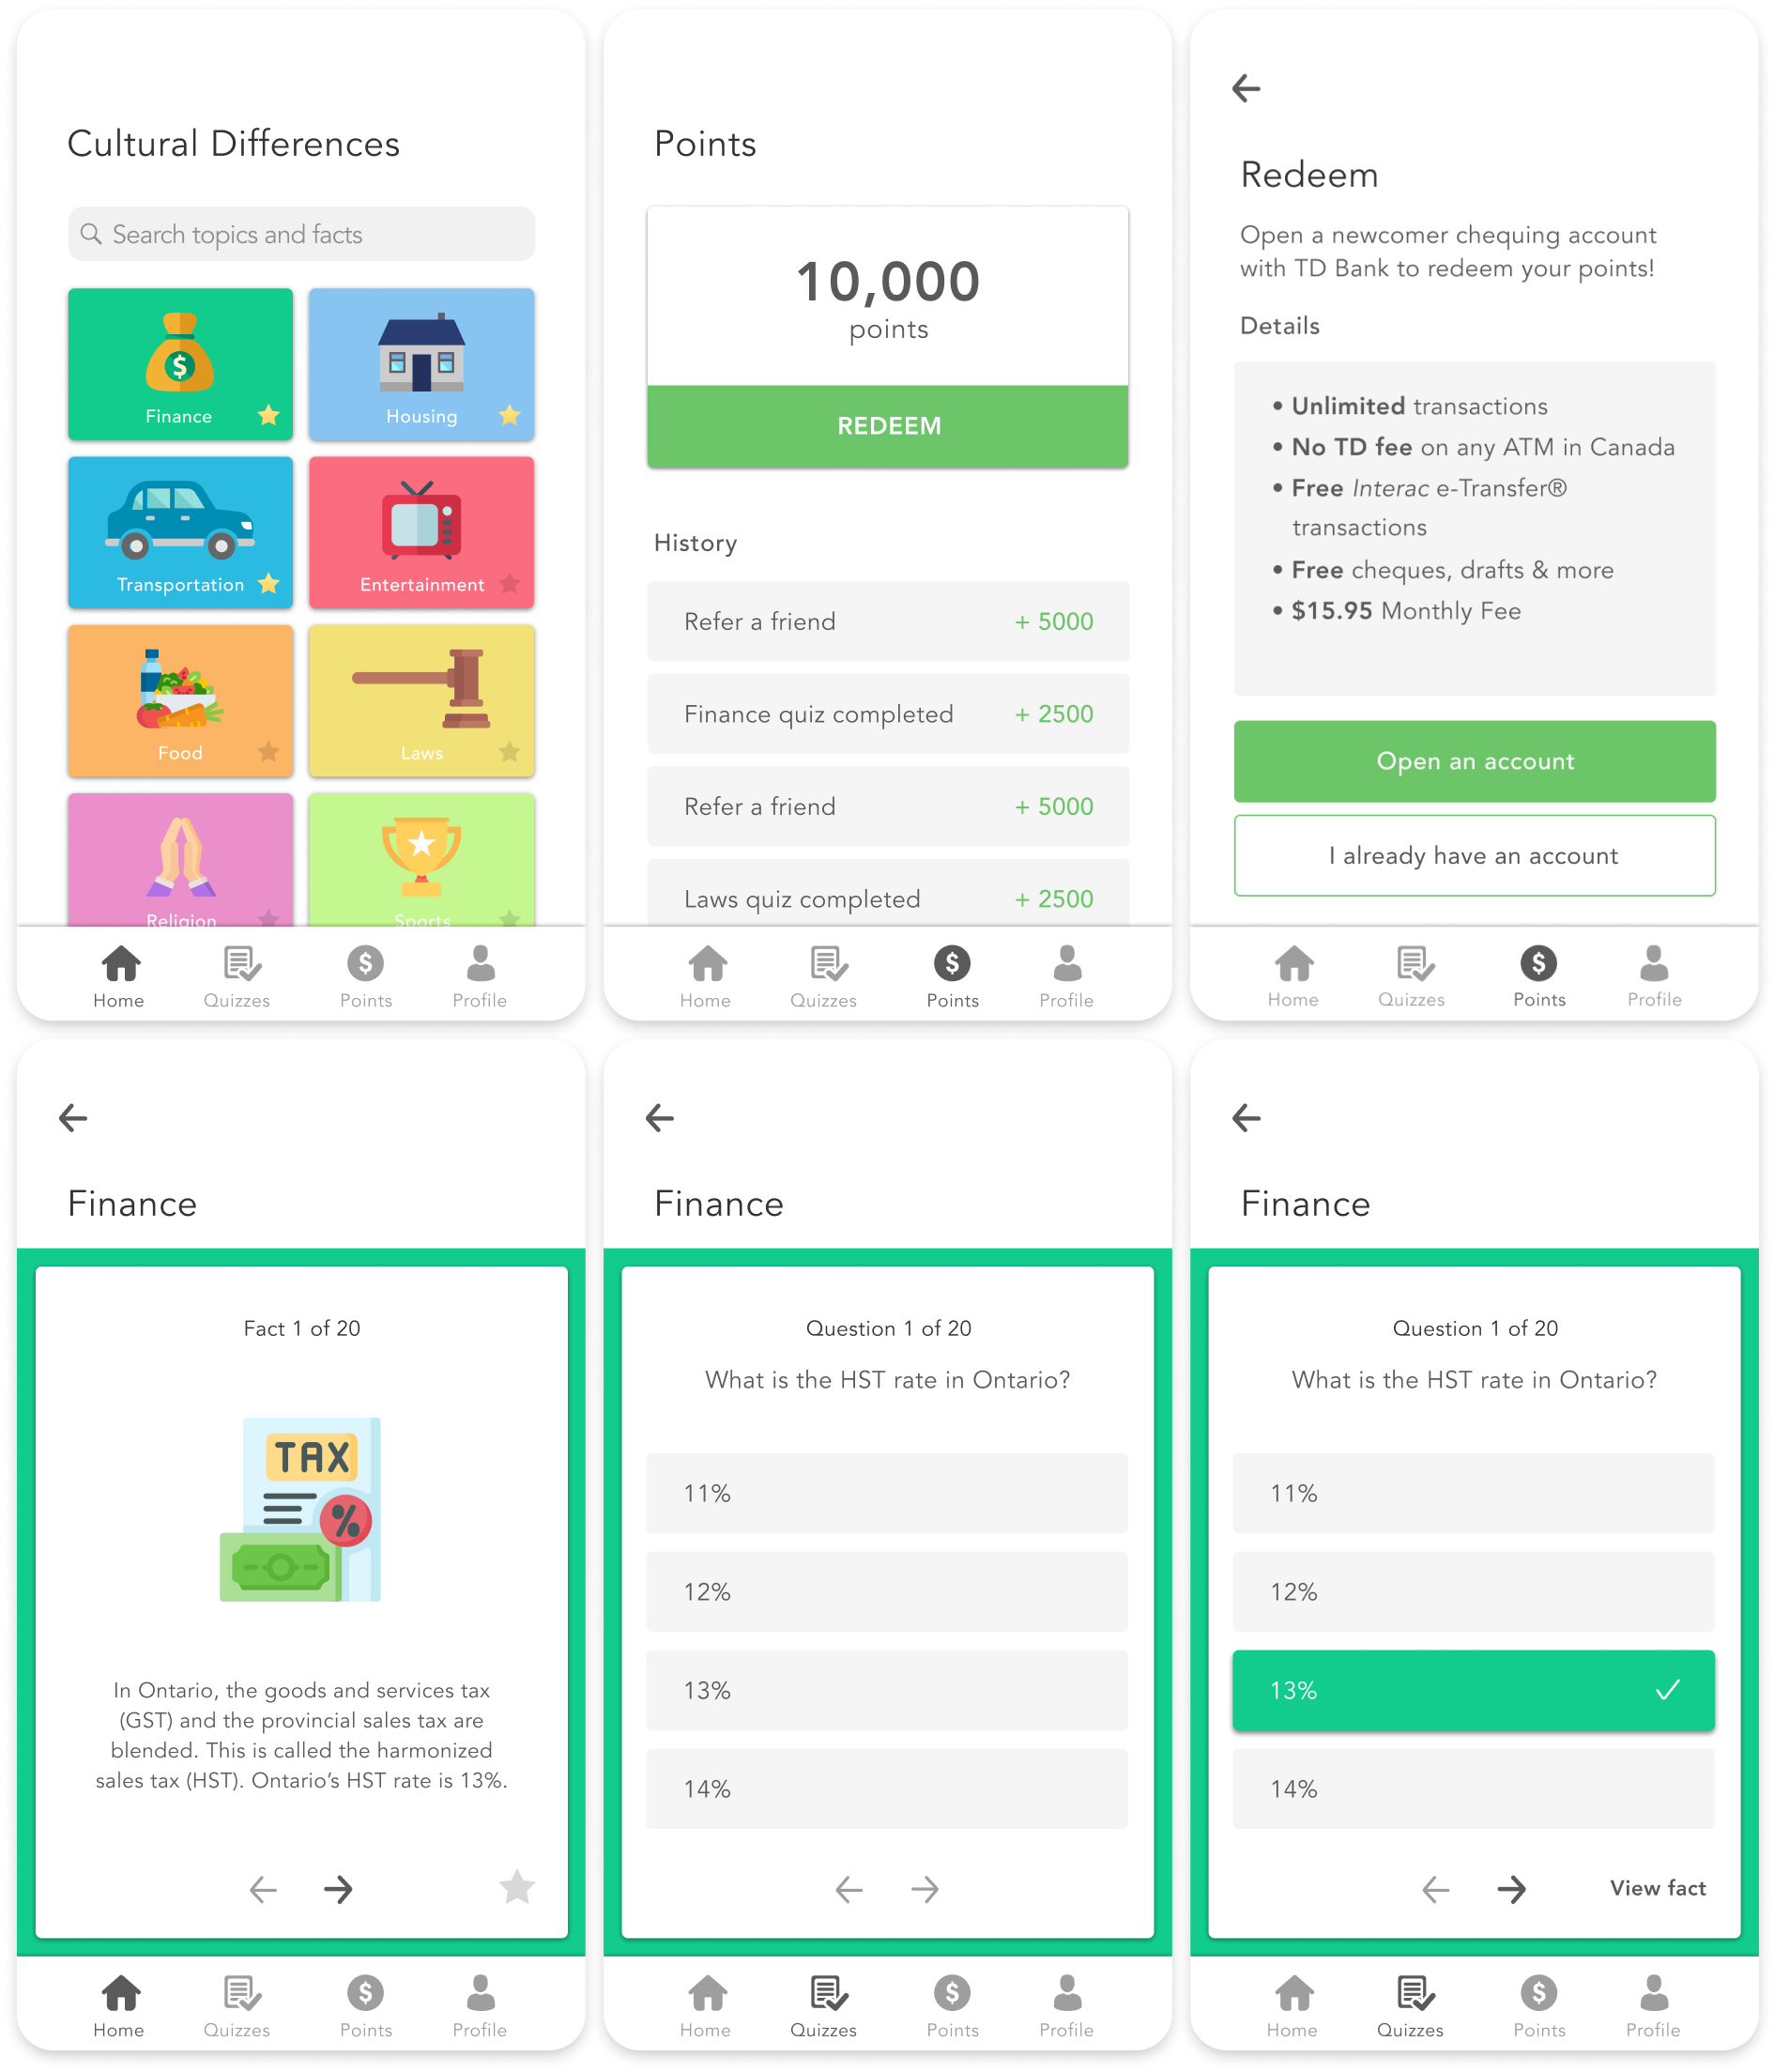 Cultural Differences
Search topics and facts
$
Finance
Housing
Transportation
Entertainment
Food
Laws
Religion
Sports
$
Home
Quizzes
Points
Profile
Points
10,000
points
REDEEM
History
Refer a friend
+ 5000
Finance quiz completed
+ 2500
Refer a friend
+ 5000
Laws quiz completed
+ 2500
$
Home
Quizzes
Points
Profile
Redeem
Open a newcomer chequing account
with TD Bank to redeem your points!
Details
• Unlimited transactions
• No TD fee on any ATM in Canada
• Free Interac e-Transfer®
transactions
• Free cheques, drafts & more
• $15.95 Monthly Fee
Open an account
I already have an account
$
Home
Quizzes
Points
Profile
Finance
Fact 1 of 20
TAX
%
In Ontario, the goods and services tax
(GST) and the provincial sales tax are
blended. This is called the harmonized
sales tax (HST). Ontario’s HST rate is 13%.
$
Home
Quizzes
Points
Profile
Finance
Question 1 of 20
What is the HST rate in Ontario?
11%
12%
13%
14%
$
Home
Quizzes
Points
Profile
Finance
Question 1 of 20
What is the HST rate in Ontario?
11%
12%
13%
14%
View fact
$
Home
Quizzes
Points
Profile